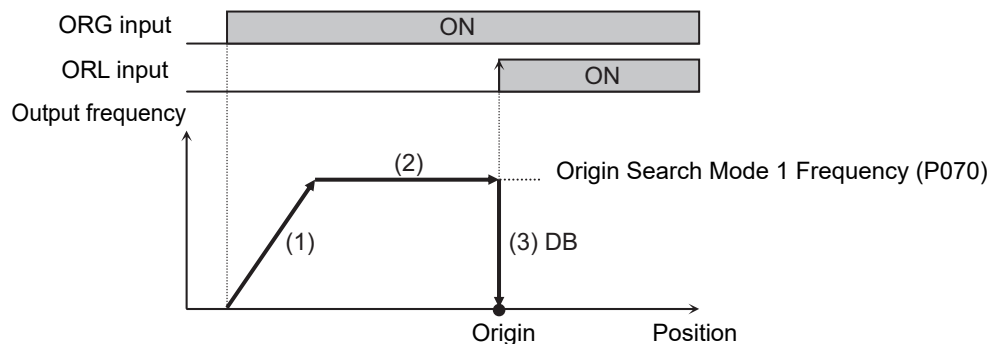 ORG input
ON
ORL input
ON
Output frequency
(2)
Origin Search Mode 1 Frequency (P070)
(1)
(3) DB
Origin
Position